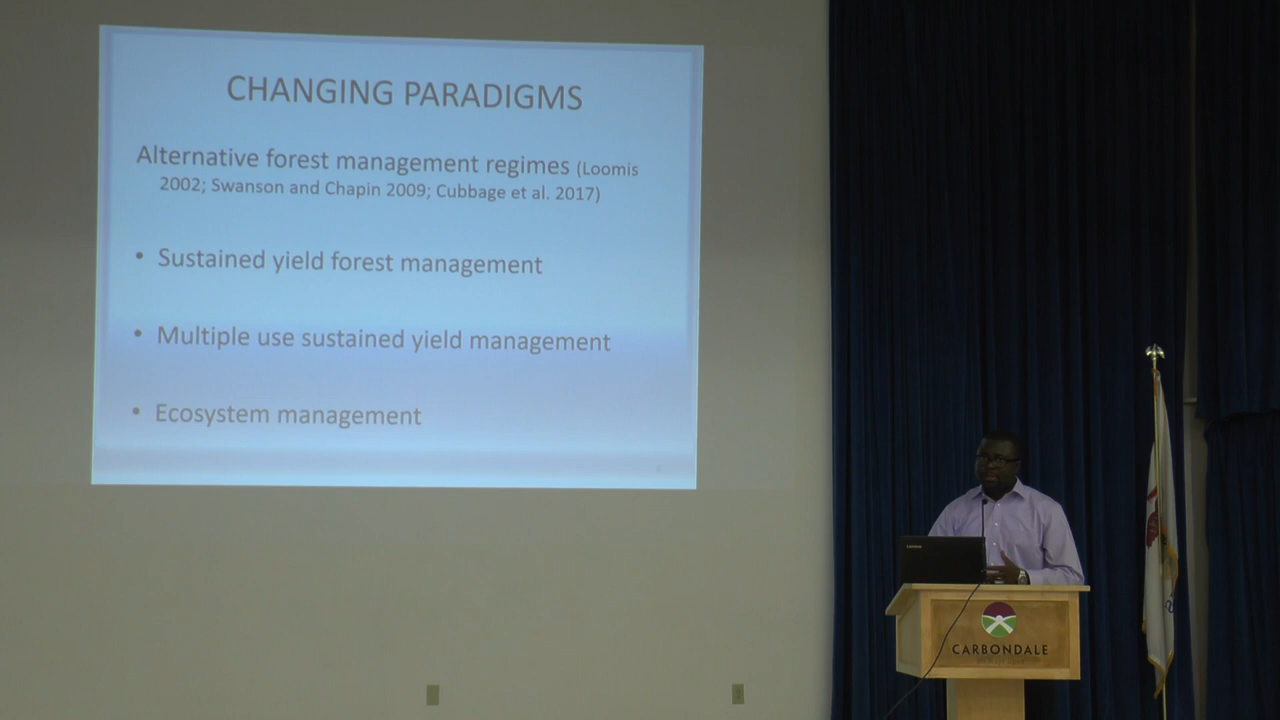 CHANGING PARADIGMS
Alternative forest management regimes (Loomis
2002; Swanson and Chapin 2009; Cubbage et al. 2017)
• Sustained yield forest management
• Multiple use sustained yield management
• Ecosystem management
CARBONDALE